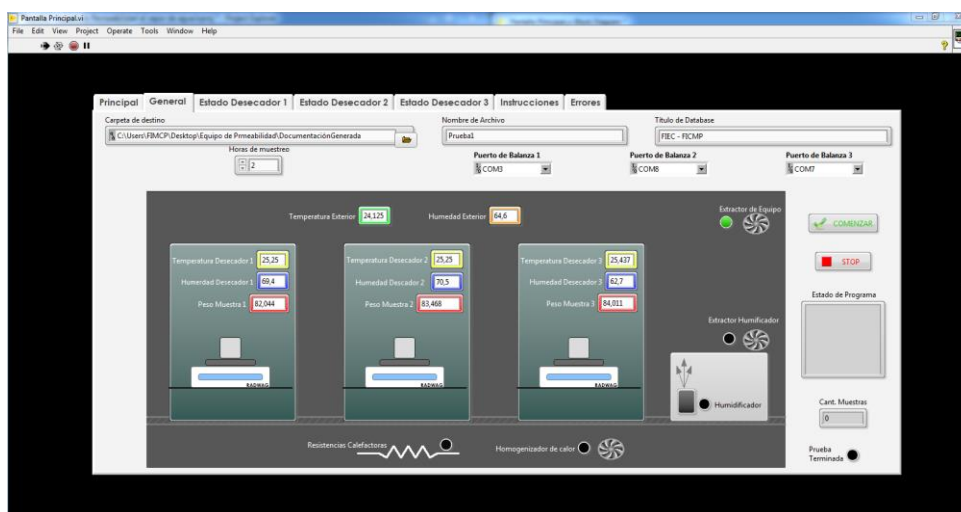 Pantalla Principal.vi
File Edit View Project Operate Tools Window Help
Principal General Estado Desecador 1 Estado Desecador 2 Estado Desecador 3 Instrucciones Errores
Carpeta de destino Nombre de Archivo Título de Database
C:\Users\FIMCP\Desktop\Equipo de Prmeabilidad\DocumentaciónGenerada Prueba1 FIEC - FICMP
Horas de muestreo Puerto de Balanza 1 Puerto de Balanza 2 Puerto de Balanza 3
2 COM3 COM8 COM7
Temperatura Exterior 24,125 Humedad Exterior 64,6 Extractor de Equipo
COMENZAR
Temperatura Desecador 1 25,25 Temperatura Desecador 2 25,25 Temperatura Desecador 3 25,437 STOP
Humerdad Desecador 1 69,4 Humedad Descador 2 70,5 Humedad Desecador 3 62,7
Peso Muestra 1 82,044 Peso Muestra 2 83,468 Peso Muestra 3 84,011 Estado de Programa
Extractor Humificador
RADWAG RADWAG RADWAG
Humidificador Cant. Muestras
0
Resistencias Calefactoras Homogenizador de calor Prueba
Terminada